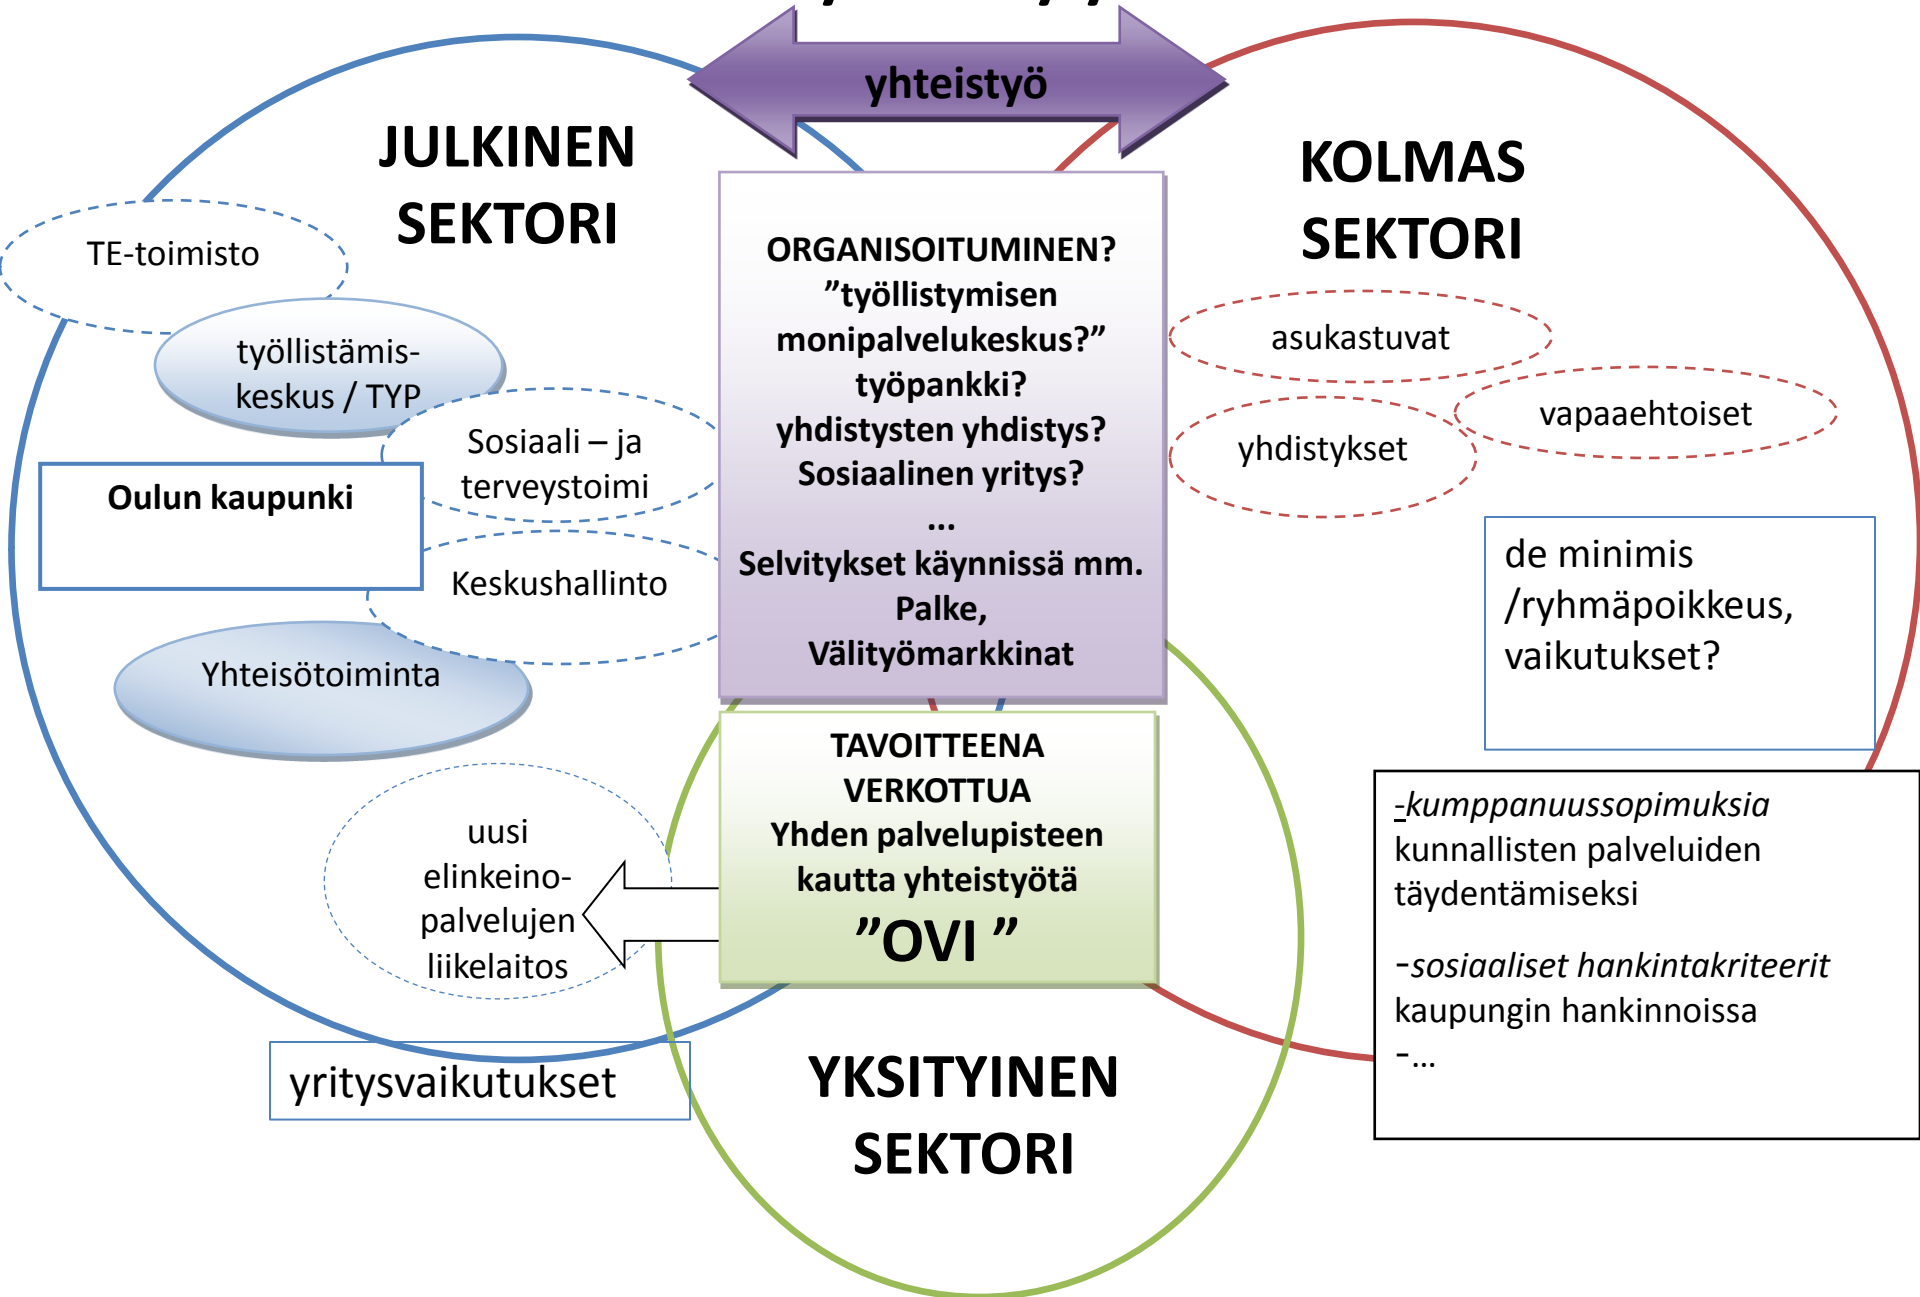 yhteistyö
JULKINEN
SEKTORI
KOLMAS
SEKTORI
TE-toimisto
työllistämis-
keskus / TYP
Sosiaali – ja
terveystoimi
Oulun kaupunki
Keskushallinto
Yhteisötoiminta
uusi
elinkeino-
palvelujen
liikelaitos
yritysvaikutukset
ORGANISOITUMINEN?
”työllistymisen
monipalvelukeskus?”
työpankki?
yhdistysten yhdistys?
Sosiaalinen yritys?
...
Selvitykset käynnissä mm.
Palke,
Välityömarkkinat
TAVOITTEENA
VERKOTTUA
Yhden palvelupisteen
kautta yhteistyötä
”OVI ”
YKSITYINEN
SEKTORI
asukastuvat
vapaaehtoiset
yhdistykset
de minimis
/ryhmäpoikkeus,
vaikutukset?
-kumppanuussopimuksia
kunnallisten palveluiden
täydentämiseksi
-sosiaaliset hankintakriteerit
kaupungin hankinnoissa
-...